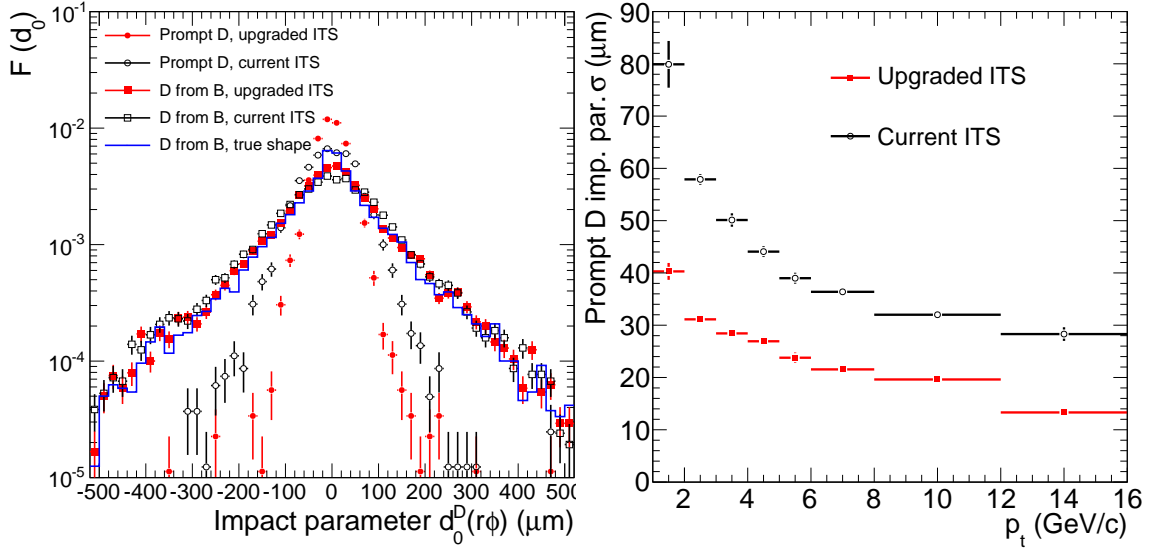 F (d0)
10-1
10-2
10-3
10-4
10-5
Prompt D, upgraded ITS
Prompt D, current ITS
D from B, upgraded ITS
D from B, current ITS
D from B, true shape
-500 -400 -300 -200 -100 0 100 200 300 400 500
Impact parameter d0D(rϕ) (μm)
Prompt D imp. par. σ (μm)
90
80
70
60
50
40
30
20
10
0
Upgraded ITS
Current ITS
2 4 6 8 10 12 14 16
pt (GeV/c)